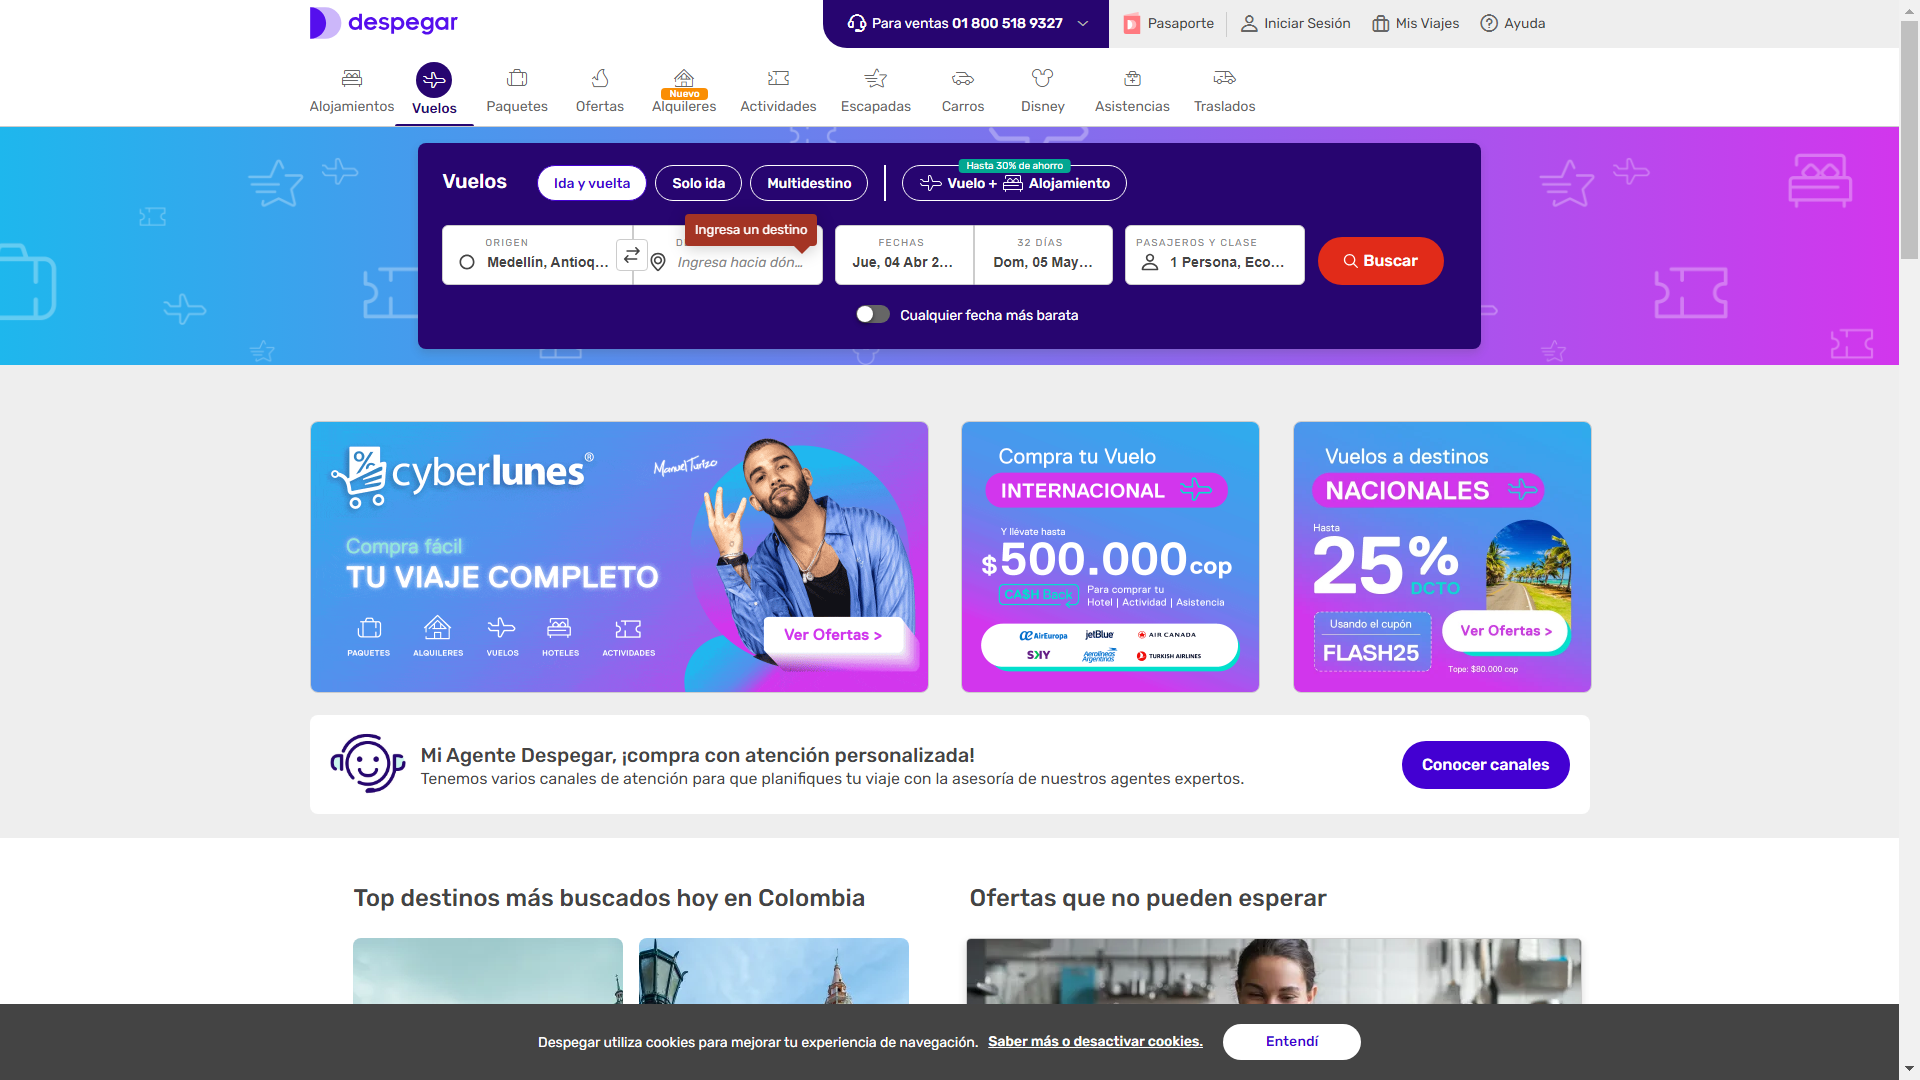 despegar
Para ventas 01 800 518 9327
Pasaporte
Iniciar Sesión
Mis Viajes
Ayuda
Alojamientos
Vuelos
Paquetes
Ofertas
Nuevo
Alquileres
Actividades
Escapadas
Carros
Disney
Asistencias
Traslados
Vuelos
Ida y vuelta
Solo ida
Multidestino
Hasta 30% de ahorro
Vuelo + Alojamiento
Ingresa un destino
ORIGEN
Medellín, Antioq...
D
Ingresa hacia dón...
FECHAS
Jue, 04 Abr 2...
32 DÍAS
Dom, 05 May...
PASAJEROS Y CLASE
1 Persona, Eco...
Buscar
Cualquier fecha más barata
% cyberlunes®
Manuel Turizo
Compra fácil
TU VIAJE COMPLETO
PAQUETES
ALQUILERES
VUELOS
HOTELES
ACTIVIDADES
Ver Ofertas >
Compra tu Vuelo
INTERNACIONAL
Y llévate hasta
$500.000 cop
CA$H Back
Para comprar tu
Hotel | Actividad | Asistencia
AirEuropa
jetBlue
AIR CANADA
SKY
Aerolíneas Argentinas
TURKISH AIRLINES
Vuelos a destinos
NACIONALES
Hasta
25%
DCTO
Usando el cupón
FLASH25
Ver Ofertas >
Tope: $80.000 cop
Mi Agente Despegar, ¡compra con atención personalizada!
Tenemos varios canales de atención para que planifiques tu viaje con la asesoría de nuestros agentes expertos.
Conocer canales
Top destinos más buscados hoy en Colombia
Ofertas que no pueden esperar
Despegar utiliza cookies para mejorar tu experiencia de navegación. Saber más o desactivar cookies.
Entendí